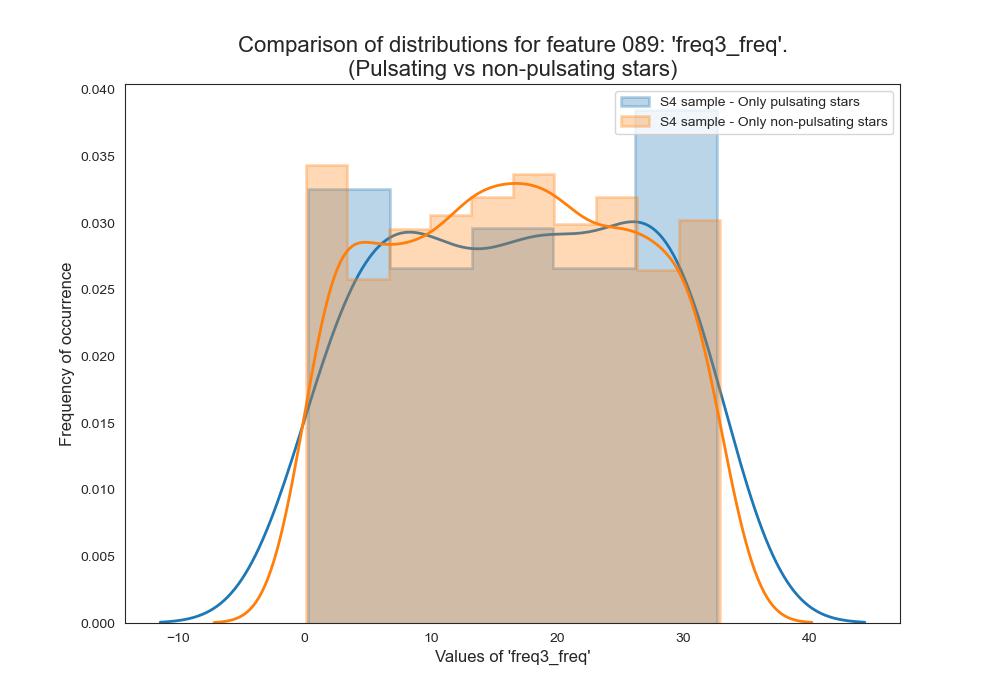 Comparison of distributions for feature 089: 'freq3_freq'.
(Pulsating vs non-pulsating stars)
S4 sample - Only pulsating stars
S4 sample - Only non-pulsating stars
Frequency of occurrence
0.040
0.035
0.030
0.025
0.020
0.015
0.010
0.005
0.000
−10
0
10
20
30
40
Values of 'freq3_freq'